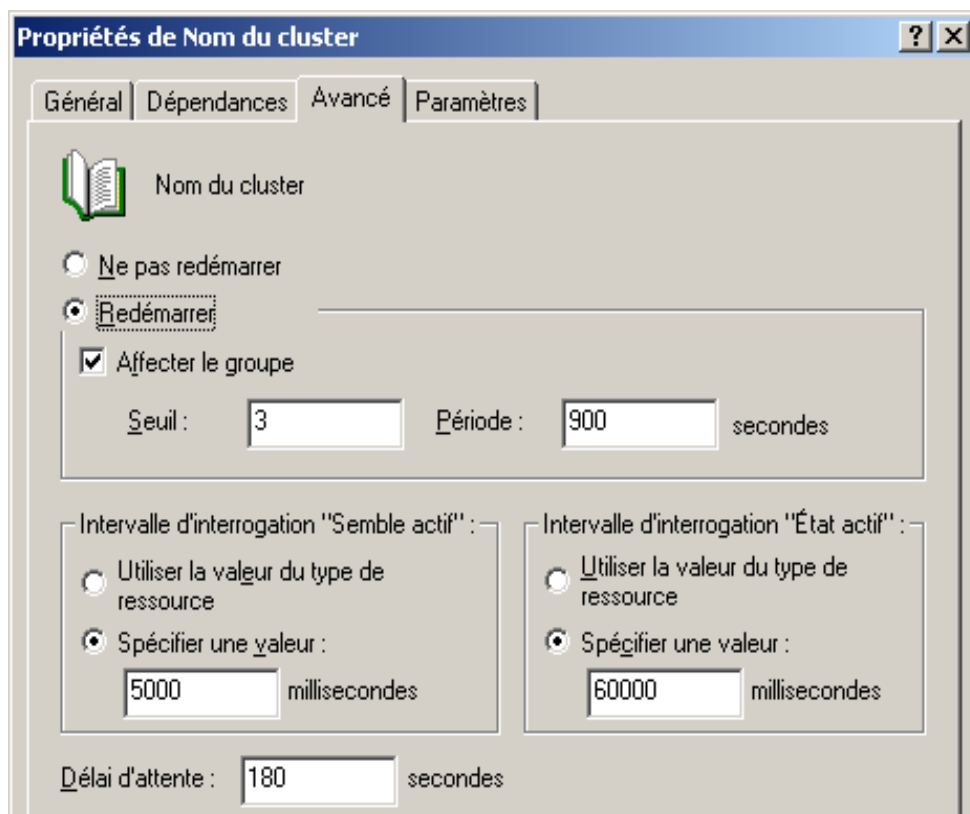 Propriétés de Nom du cluster
Général Dépendances Avancé Paramètres
Nom du cluster
Ne pas redémarrer
Redémarrer
Affecter le groupe
Seuil : 3 Période : 900 secondes
Intervalle d'interrogation "Semble actif" :
Utiliser la valeur du type de
ressource
Spécifier une valeur :
5000 millisecondes
Intervalle d'interrogation "État actif" :
Utiliser la valeur du type de
ressource
Spécifier une valeur :
60000 millisecondes
Délai d'attente : 180 secondes